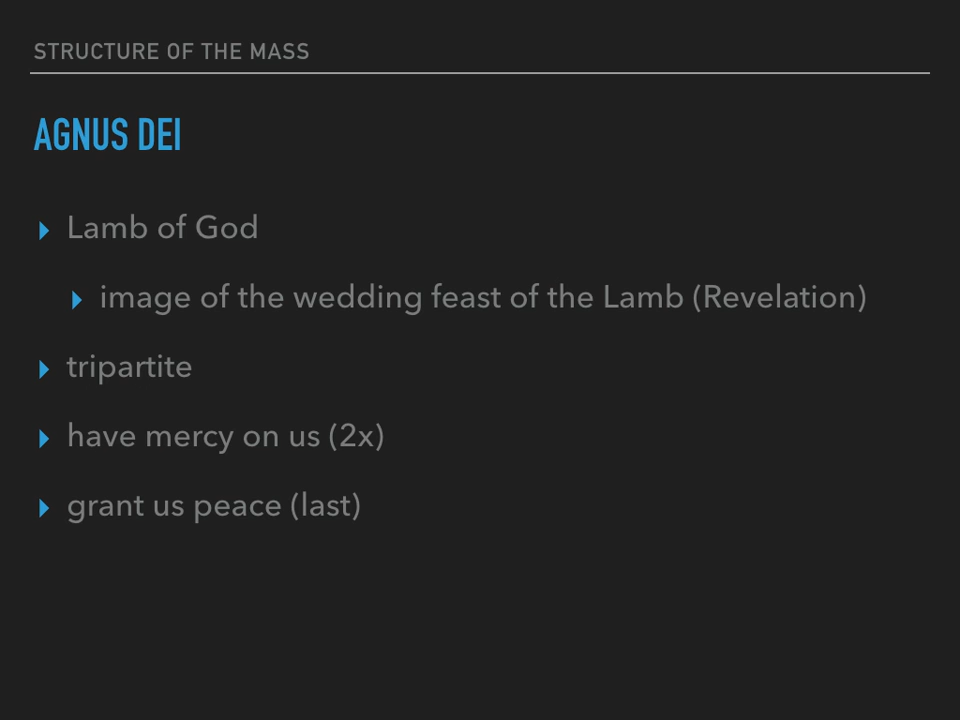 STRUCTURE OF THE MASS
AGNUS DEI
Lamb of God
image of the wedding feast of the Lamb (Revelation)
tripartite
have mercy on us (2x)
grant us peace (last)